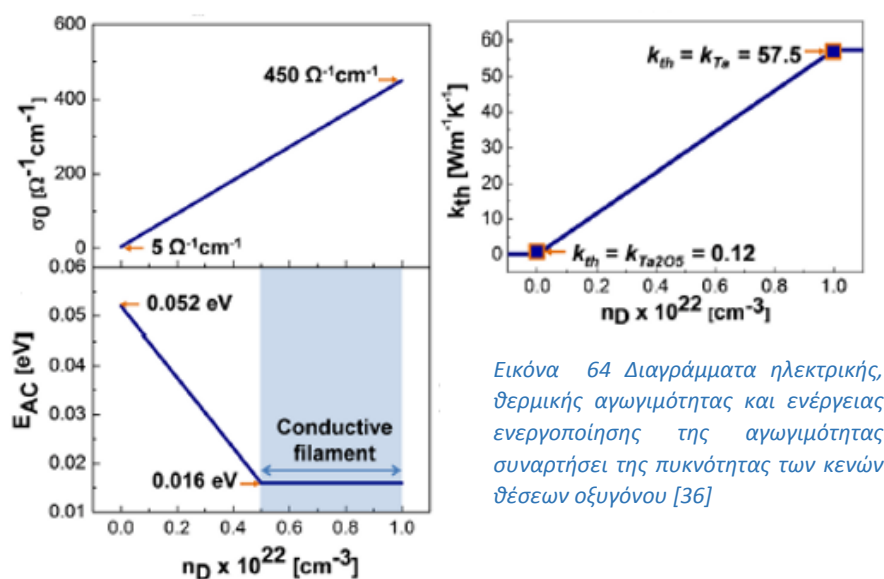 600
400
200
0
σ0 [Ω-1cm-1]
450 Ω-1cm-1
5 Ω-1cm-1
0.06
0.05
0.04
0.03
0.02
0.01
EAC [eV]
0.052 eV
0.016 eV
Conductive
filament
0.0 0.2 0.4 0.6 0.8 1.0
nD x 1022 [cm-3]
60
50
40
30
20
10
0
kth [Wm-1K-1]
kth = kTa = 57.5
kth = kTa2O5 = 0.12
0.0 0.2 0.4 0.6 0.8 1.0
nD x 1022 [cm-3]
Εικόνα 64 Διαγράμματα ηλεκτρικής,
θερμικής αγωγιμότητας και ενέργειας
ενεργοποίησης της αγωγιμότητας
συναρτήσει της πυκνότητας των κενών
θέσεων οξυγόνου [36]